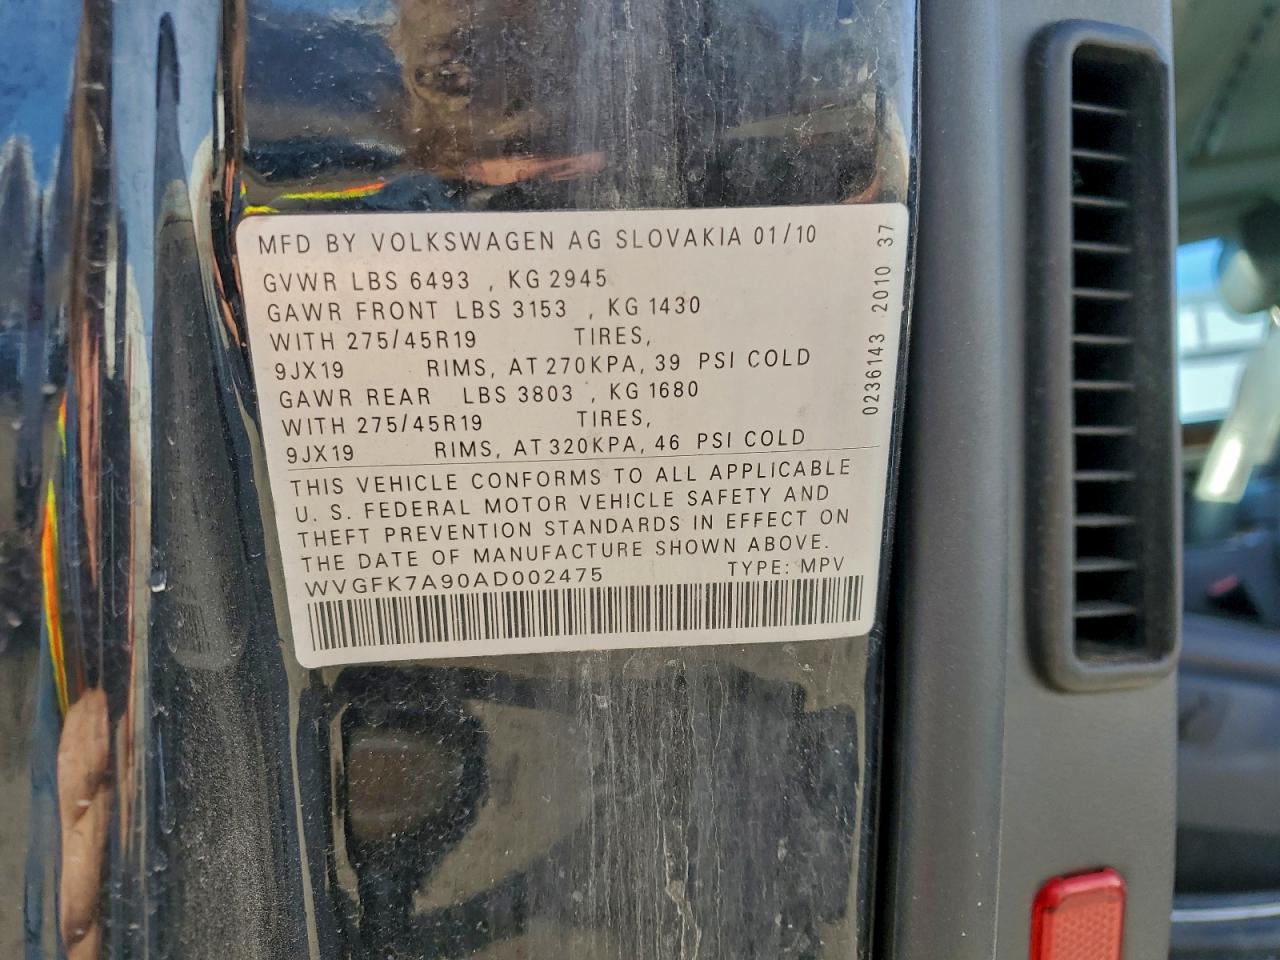 MFD BY VOLKSWAGEN AG SLOVAKIA 01/10
GVWR LBS 6493 , KG 2945
GAWR FRONT LBS 3153 , KG 1430
WITH 275/45R19 TIRES,
9JX19 RIMS, AT 270KPA, 39 PSI COLD
GAWR REAR LBS 3803 , KG 1680
WITH 275/45R19 TIRES,
9JX19 RIMS, AT 320KPA, 46 PSI COLD
THIS VEHICLE CONFORMS TO ALL APPLICABLE
U. S. FEDERAL MOTOR VEHICLE SAFETY AND
THEFT PREVENTION STANDARDS IN EFFECT ON
THE DATE OF MANUFACTURE SHOWN ABOVE.
WVGFK7A90AD002475 TYPE: MPV
0236143 2010 37